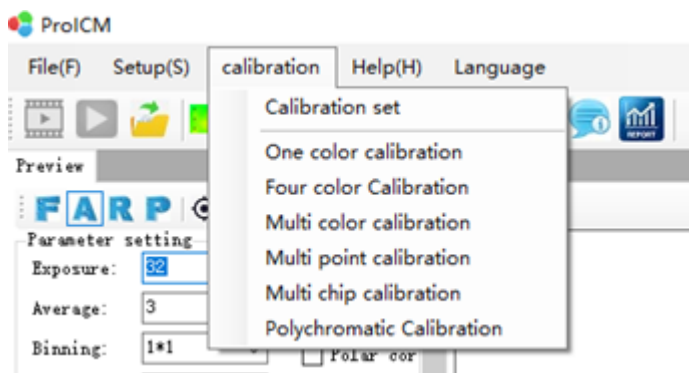 ProICM
File(F) Setup(S) calibration Help(H) Language
Calibration set
One color calibration
Four color Calibration
Multi color calibration
Multi point calibration
Multi chip calibration
Polychromatic Calibration
REPORT
Preview
F A R P
Parameter setting
Exposure: 32
Average: 3
Binning: 1*1
Polar cor